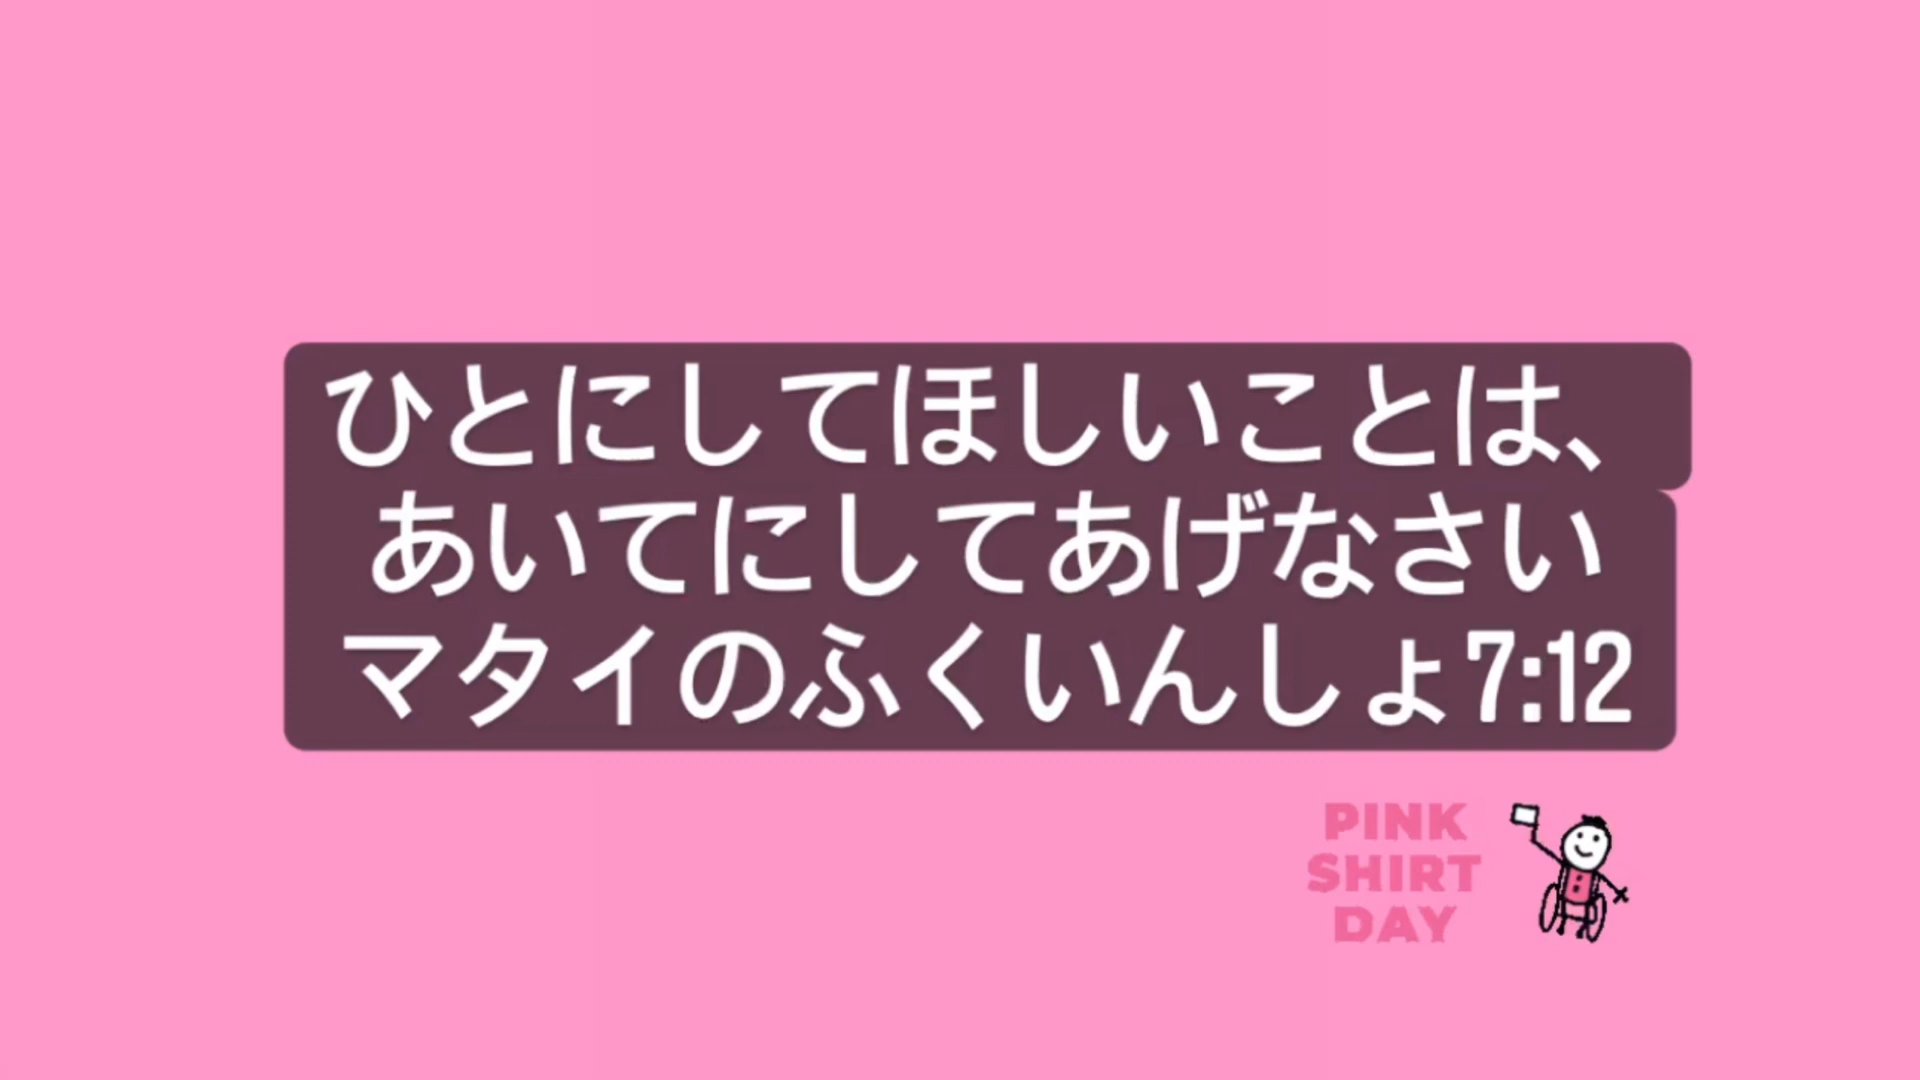 ひとにしてほしいことは、
あいてにしてあげなさい
マタイのふくいんしょ7:12
PINK
SHIRT
DAY